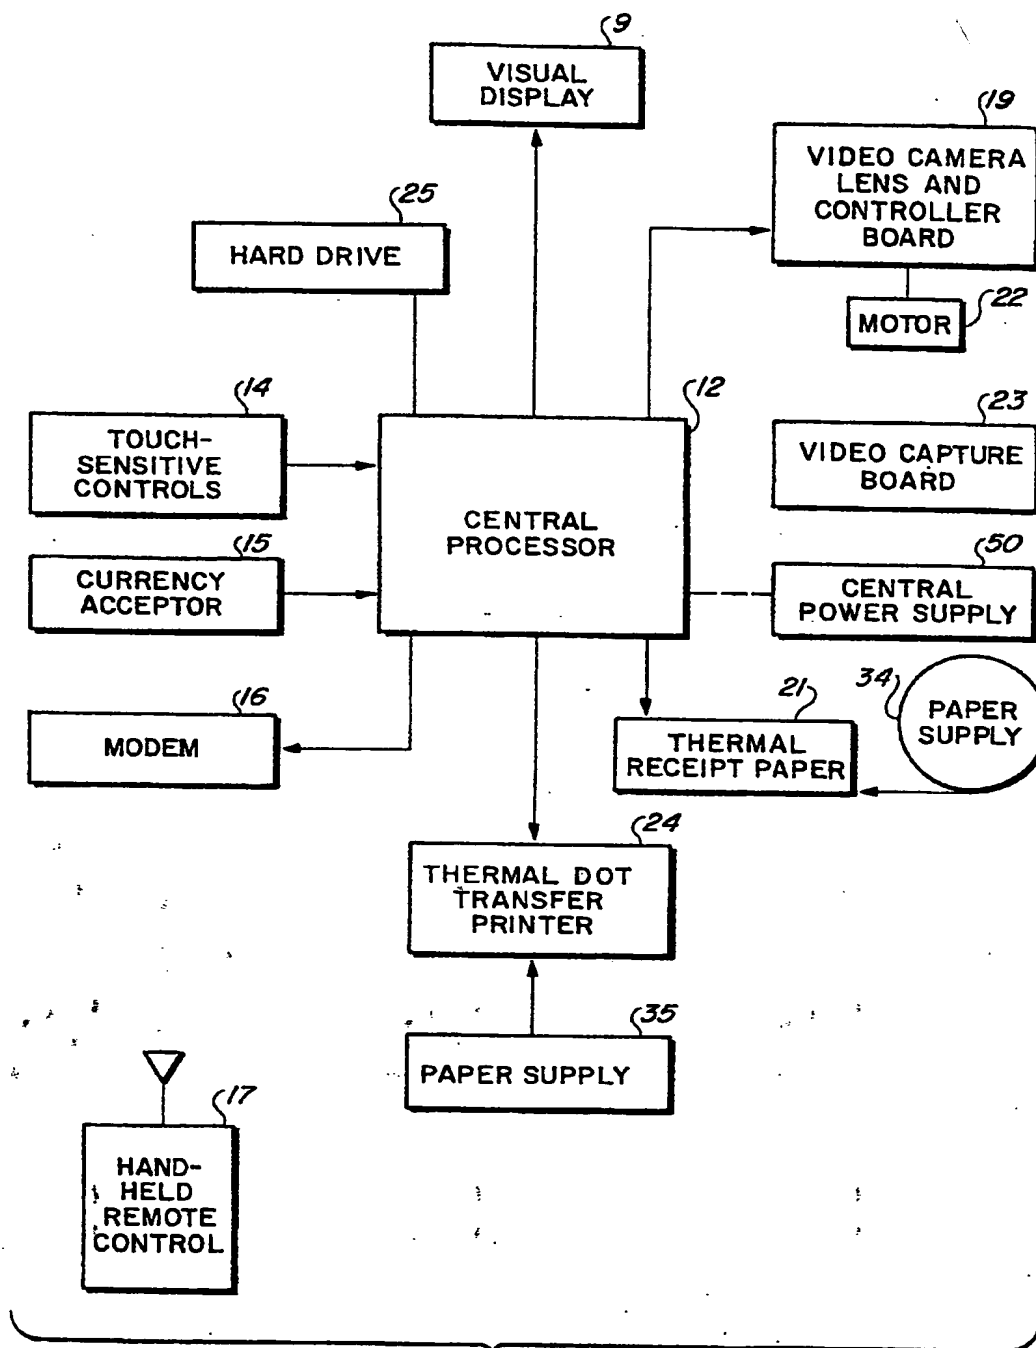 9
VISUAL
DISPLAY
19
VIDEO CAMERA
LENS AND
CONTROLLER
BOARD
25
HARD DRIVE
22
MOTOR
14
TOUCH-
SENSITIVE
CONTROLS
12
CENTRAL
PROCESSOR
23
VIDEO CAPTURE
BOARD
15
CURRENCY
ACCEPTOR
50
CENTRAL
POWER SUPPLY
16
MODEM
21
THERMAL
RECEIPT PAPER
34
PAPER
SUPPLY
24
THERMAL DOT
TRANSFER
PRINTER
35
PAPER SUPPLY
17
HAND-
HELD
REMOTE
CONTROL